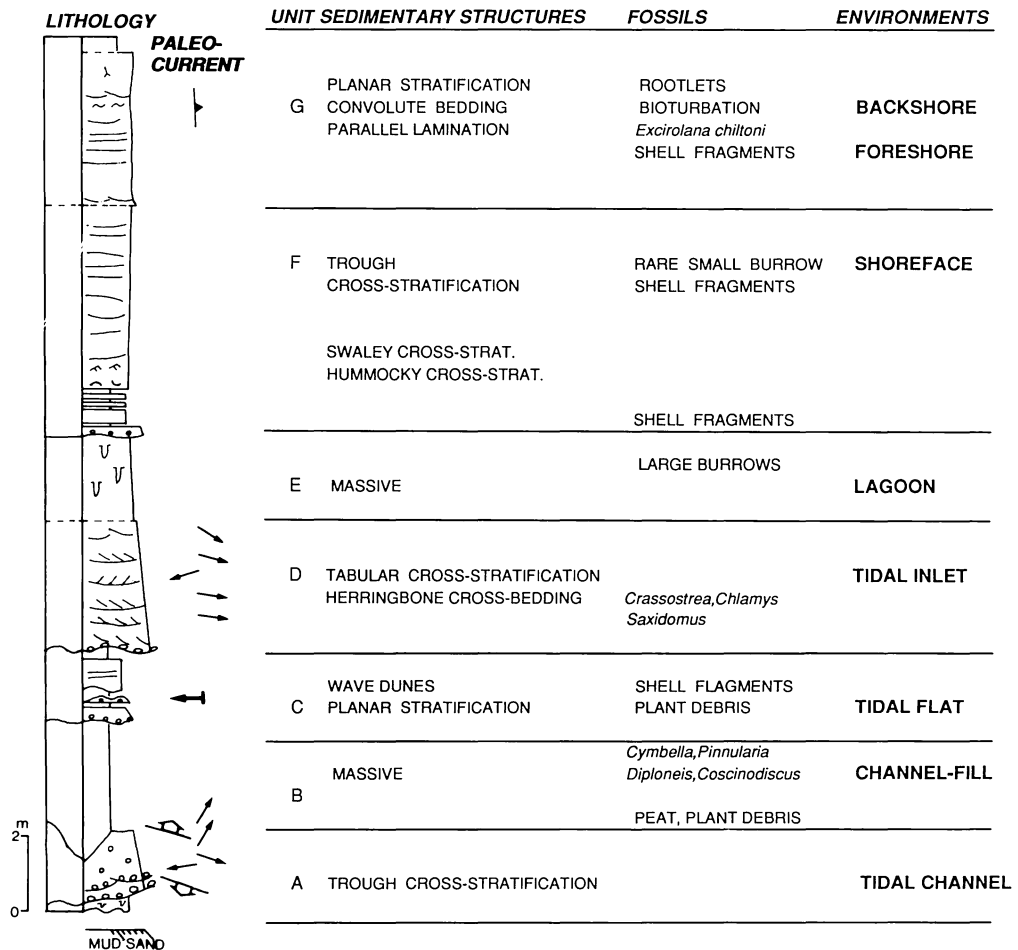 LITHOLOGY
PALEO-
CURRENT
UNIT SEDIMENTARY STRUCTURES FOSSILS ENVIRONMENTS
PLANAR STRATIFICATION ROOTLETS
G CONVOLUTE BEDDING BIOTURBATION BACKSHORE
PARALLEL LAMINATION Excirolana chiltoni
SHELL FRAGMENTS FORESHORE
F TROUGH RARE SMALL BURROW SHOREFACE
CROSS-STRATIFICATION SHELL FRAGMENTS
SWALEY CROSS-STRAT.
HUMMOCKY CROSS-STRAT.
SHELL FRAGMENTS
LARGE BURROWS
E MASSIVE LAGOON
D TABULAR CROSS-STRATIFICATION TIDAL INLET
HERRINGBONE CROSS-BEDDING Crassostrea,Chlamys
Saxidomus
WAVE DUNES SHELL FLAGMENTS
C PLANAR STRATIFICATION PLANT DEBRIS TIDAL FLAT
Cymbella,Pinnularia
MASSIVE Diploneis,Coscinodiscus CHANNEL-FILL
B
PEAT, PLANT DEBRIS
A TROUGH CROSS-STRATIFICATION TIDAL CHANNEL
m
2
0
MUD SAND